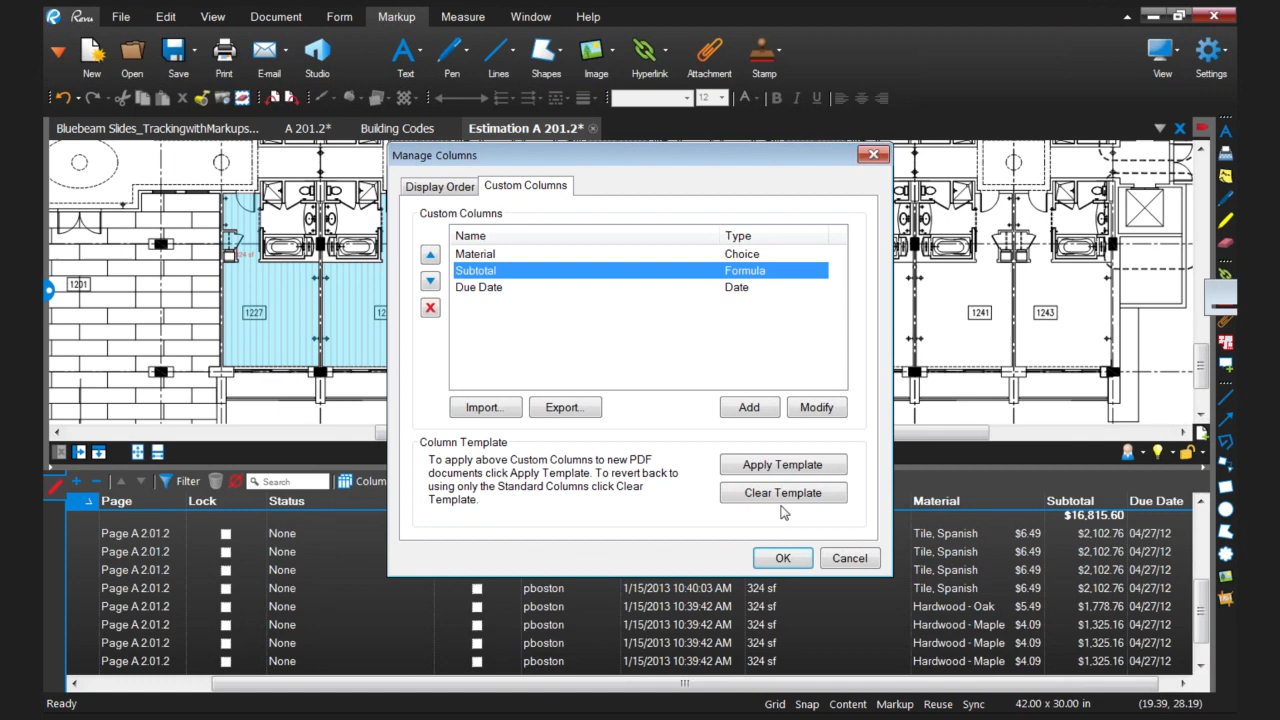 Revu File Edit View Document Form Markup Measure Window Help
New Open Save Print E-mail Studio Text Pen Lines Shapes Image Hyperlink Attachment Stamp View Settings
12 A B I U
Bluebeam Slides_TrackingwithMarkups... A 201.2* Building Codes Estimation A 201.2*
Manage Columns
Display Order Custom Columns
Custom Columns
Name Type
Material Choice
Subtotal Formula
Due Date Date
1201
1227
12
1241
1243
Import... Export... Add Modify
Column Template
To apply above Custom Columns to new PDF
documents click Apply Template. To revert back to
using only the Standard Columns click Clear
Template.
Apply Template
Clear Template
OK Cancel
Filter Search Colum
Page Lock Status Material Subtotal Due Date
$16,815.60
Page A 2.01.2 None Tile, Spanish $6.49 $2,102.76 04/27/12
Page A 2.01.2 None Tile, Spanish $6.49 $2,102.76 04/27/12
Page A 2.01.2 None Tile, Spanish $6.49 $2,102.76 04/27/12
Page A 2.01.2 None pboston 1/15/2013 10:40:03 AM 324 sf Tile, Spanish $6.49 $2,102.76 04/27/12
Page A 2.01.2 None pboston 1/15/2013 10:39:42 AM 324 sf Hardwood - Oak $5.49 $1,778.76 04/27/12
Page A 2.01.2 None pboston 1/15/2013 10:39:42 AM 324 sf Hardwood - Maple $4.09 $1,325.16 04/27/12
Page A 2.01.2 None pboston 1/15/2013 10:39:42 AM 324 sf Hardwood - Maple $4.09 $1,325.16 04/27/12
Page A 2.01.2 None pboston 1/15/2013 10:39:42 AM 324 sf Hardwood - Maple $4.09 $1,325.16 04/27/12
Ready Grid Snap Content Markup Reuse Sync 42.00 x 30.00 in (19.39, 28.19)